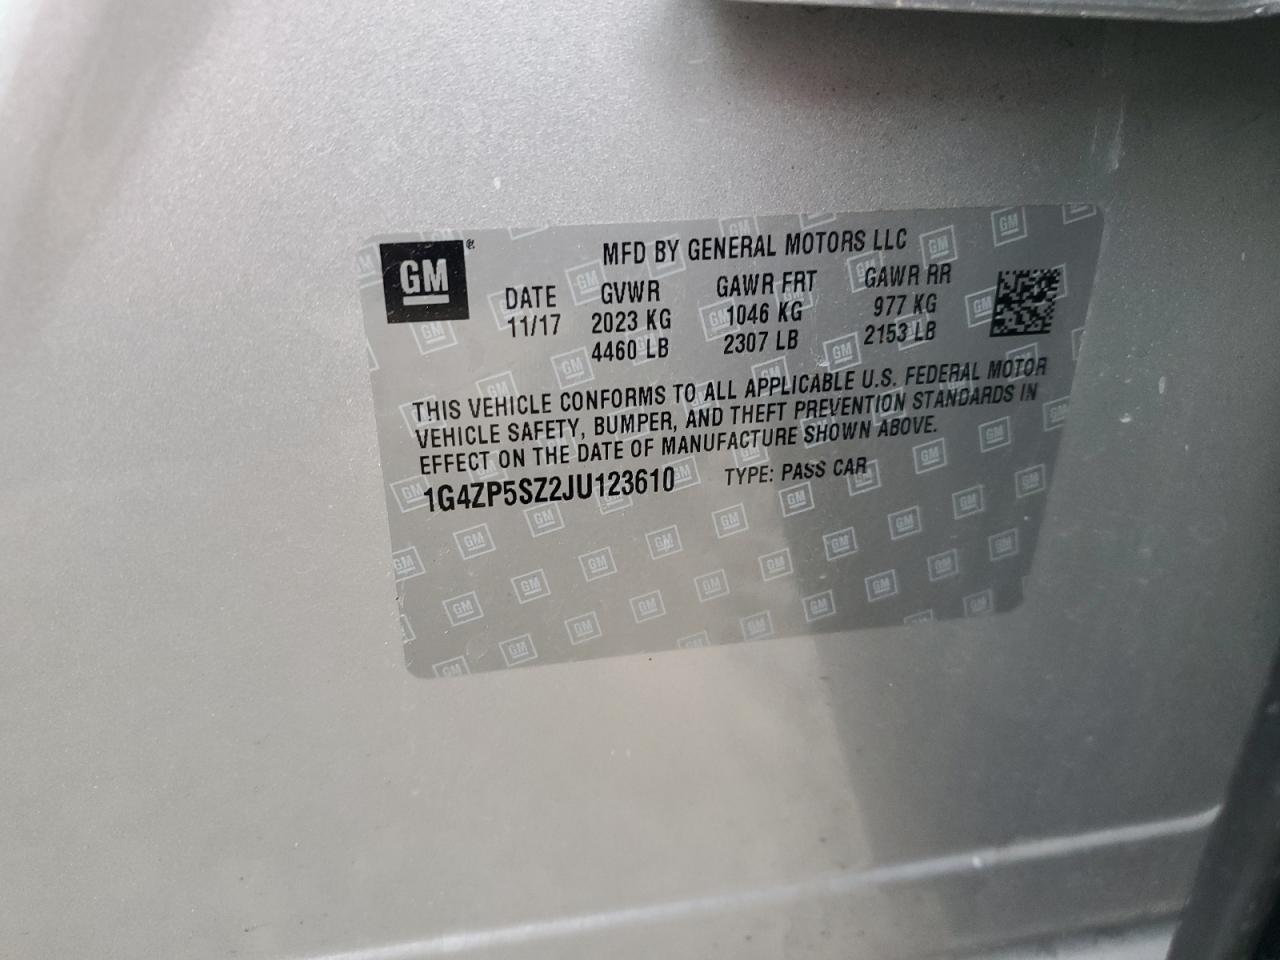 GM
MFD BY GENERAL MOTORS LLC
DATE GVWR GAWR FRT GAWR RR
11/17 2023 KG 1046 KG 977 KG
4460 LB 2307 LB 2153 LB
THIS VEHICLE CONFORMS TO ALL APPLICABLE U.S. FEDERAL MOTOR
VEHICLE SAFETY, BUMPER, AND THEFT PREVENTION STANDARDS IN
EFFECT ON THE DATE OF MANUFACTURE SHOWN ABOVE.
1G4ZP5SZ2JU123610 TYPE: PASS CAR